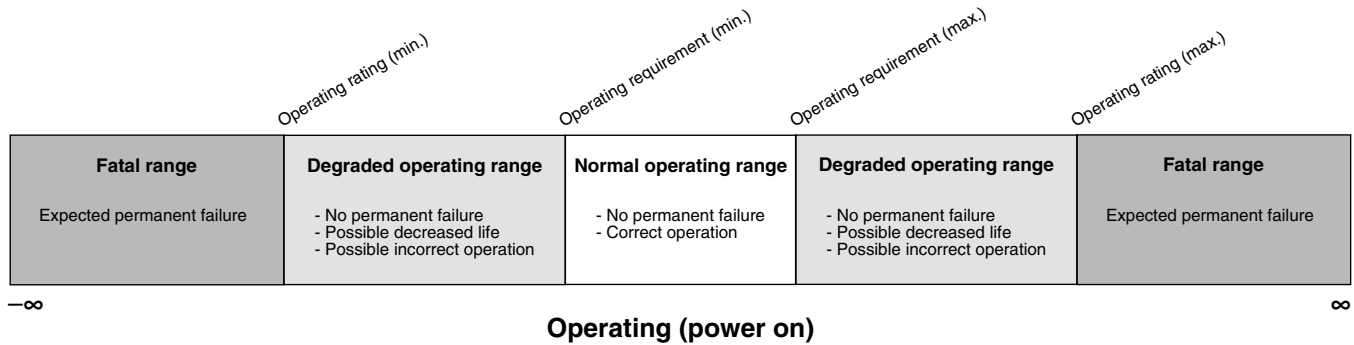 Operating rating (min.)
Operating requirement (min.)
Operating requirement (max.)
Operating rating (max.)
Fatal range
Expected permanent failure
Degraded operating range
- No permanent failure
- Possible decreased life
- Possible incorrect operation
Normal operating range
- No permanent failure
- Correct operation
Degraded operating range
- No permanent failure
- Possible decreased life
- Possible incorrect operation
Fatal range
Expected permanent failure
–∞
∞
Operating (power on)